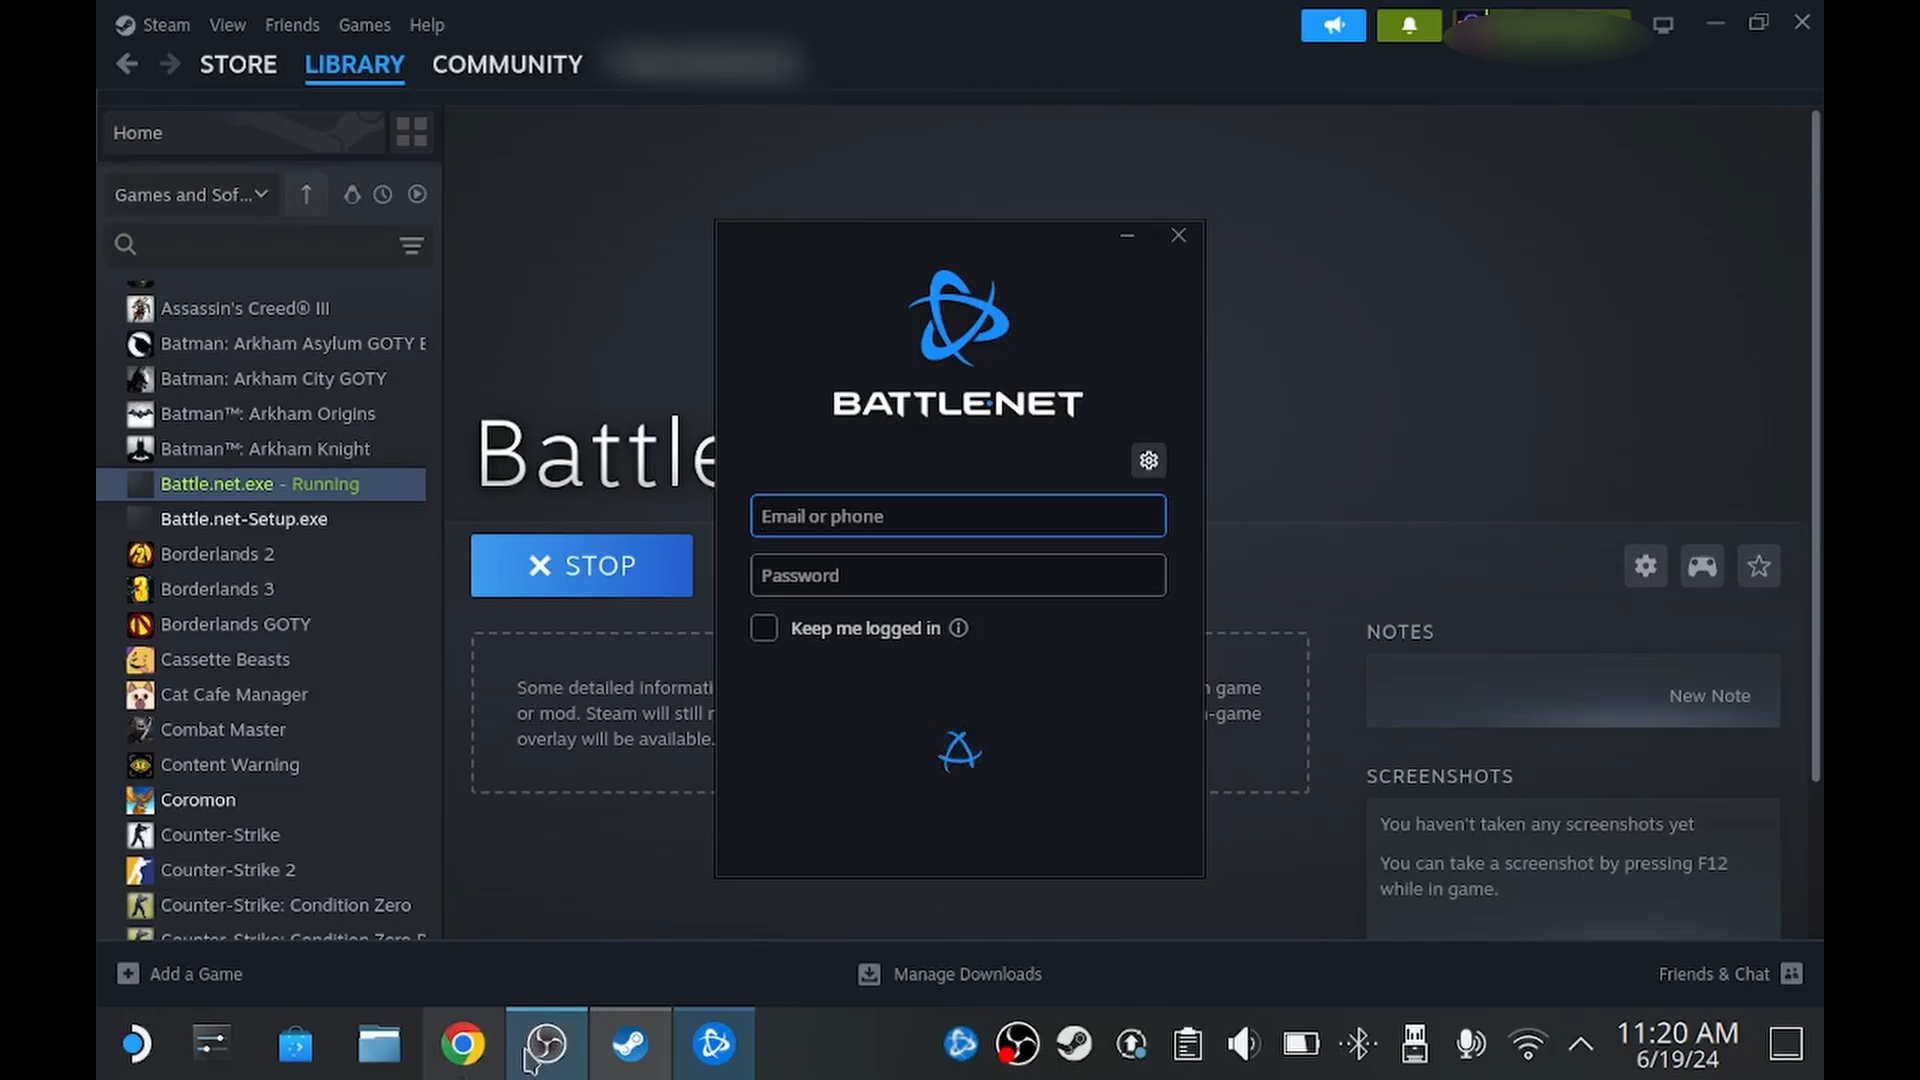 Steam View Friends Games Help
STORE LIBRARY COMMUNITY
Home
Games and Sof...
Assassin's Creed® III
Batman: Arkham Asylum GOTY E
Batman: Arkham City GOTY
Batman™: Arkham Origins
Batman™: Arkham Knight
Battle.net.exe - Running
Battle.net-Setup.exe
Borderlands 2
Borderlands 3
Borderlands GOTY
Cassette Beasts
Cat Cafe Manager
Combat Master
Content Warning
Coromon
Counter-Strike
Counter-Strike 2
Counter-Strike: Condition Zero
Counter-Strike: Condition Zero
Battle
STOP
Some detailed informati
or mod. Steam will still
overlay will be available.
game
-game
BATTLE.NET
Email or phone
Password
Keep me logged in
NOTES
New Note
SCREENSHOTS
You haven't taken any screenshots yet
You can take a screenshot by pressing F12
while in game.
Add a Game
Manage Downloads
Friends & Chat
11:20 AM
6/19/24